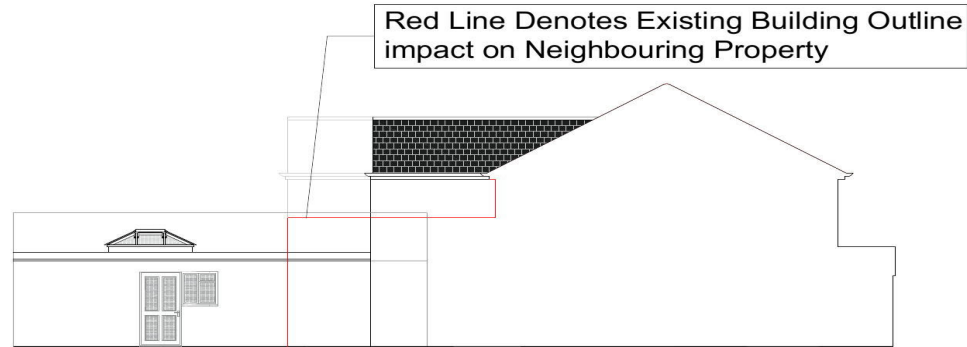 Red Line Denotes Existing Building Outline
impact on Neighbouring Property